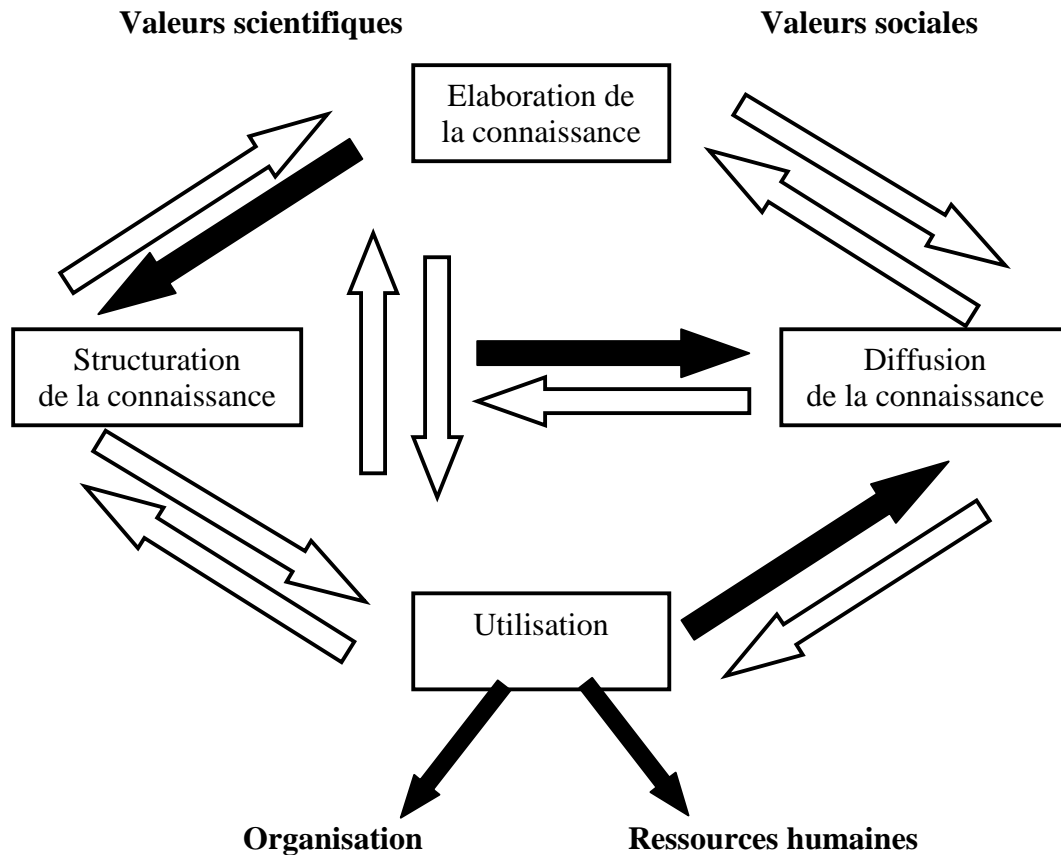 Valeurs scientifiques
Valeurs sociales
Elaboration de
la connaissance
Structuration
de la connaissance
Diffusion
de la connaissance
Utilisation
Organisation
Ressources humaines